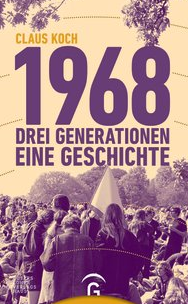 CLAUS KOCH
1968
DREI GENERATIONEN
EINE GESCHICHTE
G